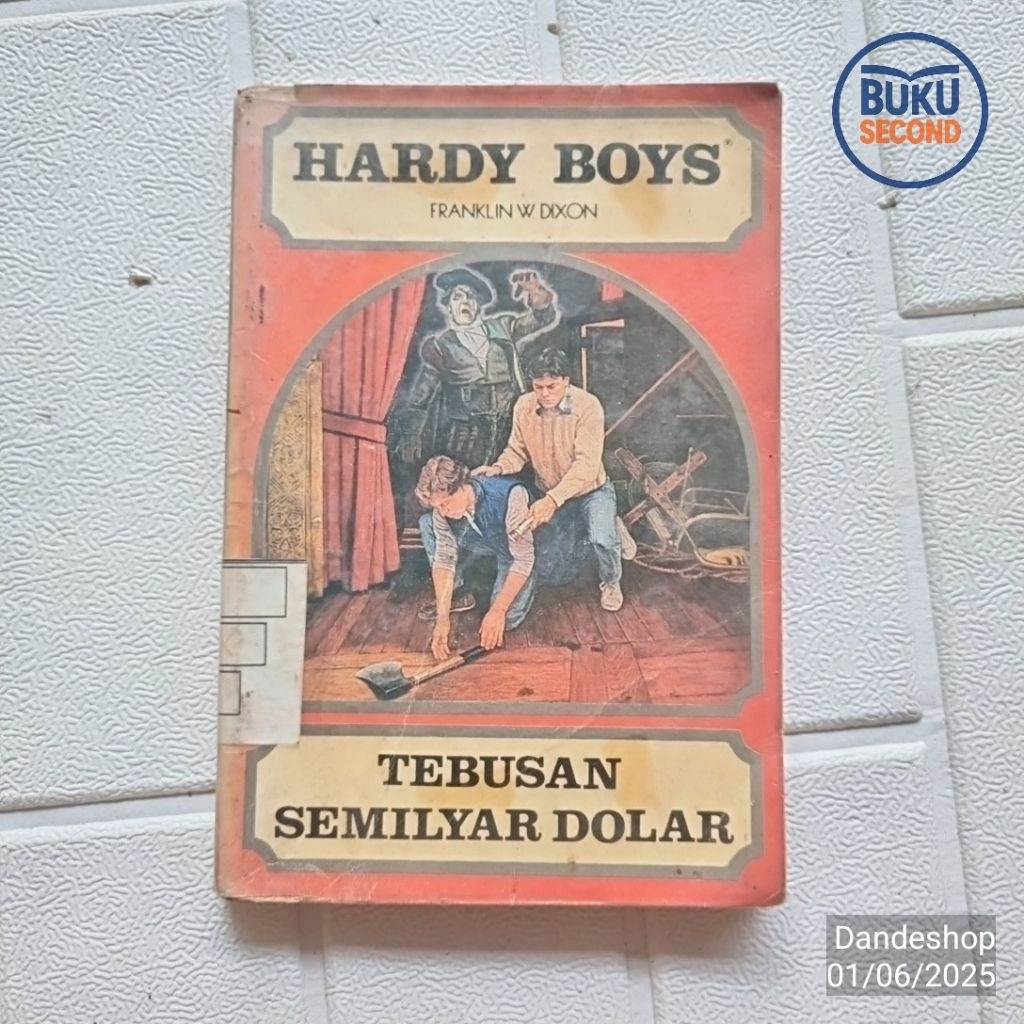 BUKU
SECOND
HARDY BOYS®
FRANKLIN W. DIXON
TEBUSAN
SEMILYAR DOLAR
Dandeshop
01/06/2025